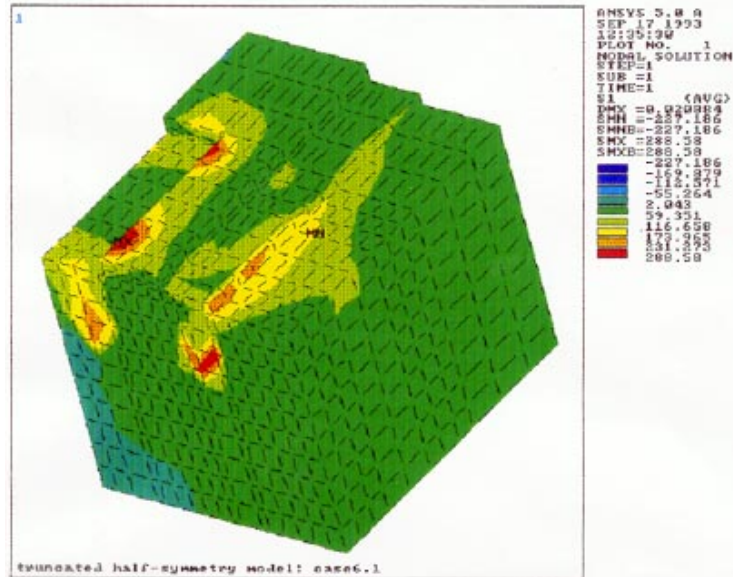 1
ANSYS 5.0 A
SEP 17 1993
12:35:30
PLOT NO. 1
NODAL SOLUTION
STEP=1
SUB =1
TIME=1
S1 (AVG)
DMX =0.020884
SMN =-227.186
SMNB=-227.186
SMX =288.58
SMXB=288.58
-227.186
-169.879
-112.571
-55.264
2.043
59.351
116.658
173.965
231.273
288.58
MN
truncated half-symmetry model: case6.1